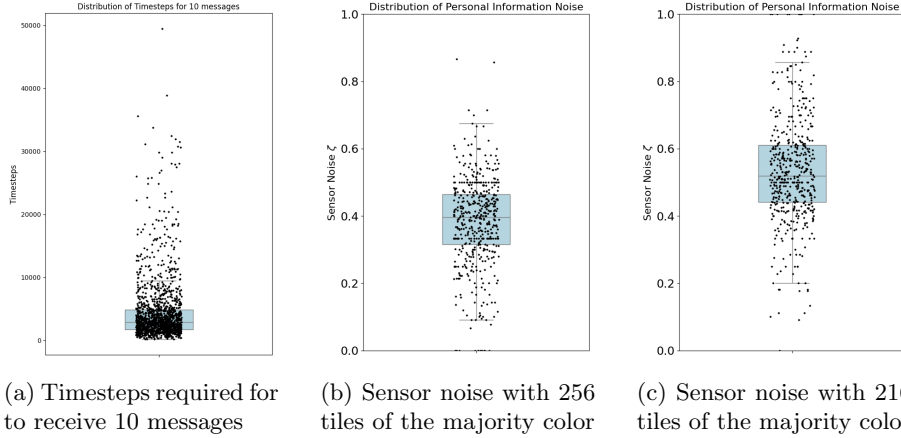 Distribution of Timesteps for 10 messages
50000
40000
30000
20000
10000
0
Timesteps
(a) Timesteps required for
to receive 10 messages
Distribution of Personal Information Noise
1.0
0.8
0.6
0.4
0.2
0.0
Sensor Noise ζ
(b) Sensor noise with 256
tiles of the majority color
Distribution of Personal Information Noise
1.0
0.8
0.6
0.4
0.2
0.0
Sensor Noise ζ
(c) Sensor noise with
tiles of the majority